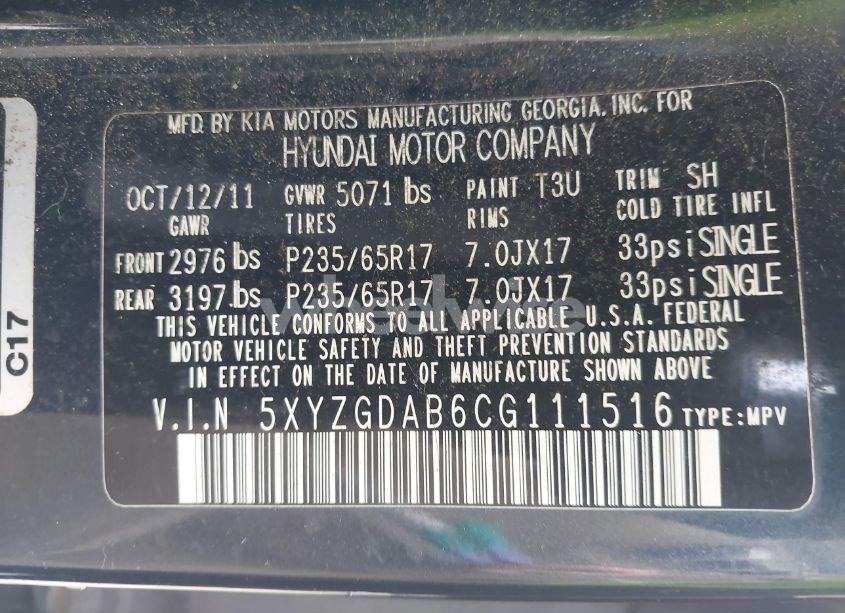 MFD. BY KIA MOTORS MANUFACTURING GEORGIA, INC. FOR
HYUNDAI MOTOR COMPANY
OCT/12/11 GVWR 5071 lbs PAINT T3U TRIM SH
GAWR TIRES RIMS COLD TIRE INFL
FRONT 2976 lbs P235/65R17 7.0JX17 33psi SINGLE
REAR 3197 lbs P235/65R17 7.0JX17 33psi SINGLE
THIS VEHICLE CONFORMS TO ALL APPLICABLE U.S.A. FEDERAL
MOTOR VEHICLE SAFETY AND THEFT PREVENTION STANDARDS
IN EFFECT ON THE DATE OF MANUFACTURE SHOWN ABOVE
V.I.N 5XYZGDAB6CG111516 TYPE:MPV
C17